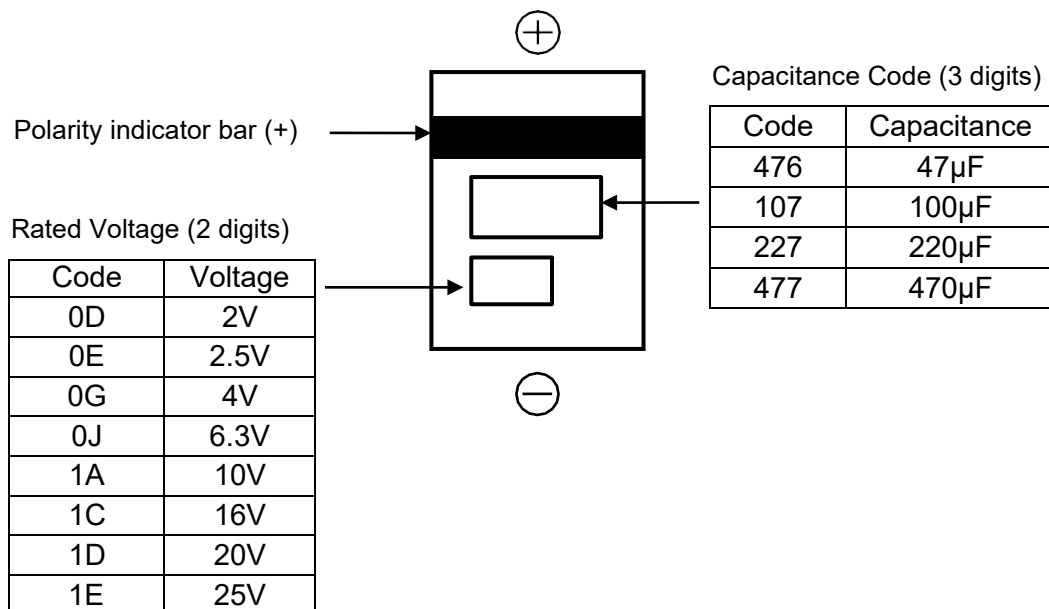 Capacitance Code (3 digits)
Code Capacitance
476 47µF
107 100µF
227 220µF
477 470µF
Polarity indicator bar (+)
Rated Voltage (2 digits)
Code Voltage
0D 2V
0E 2.5V
0G 4V
0J 6.3V
1A 10V
1C 16V
1D 20V
1E 25V
+
−